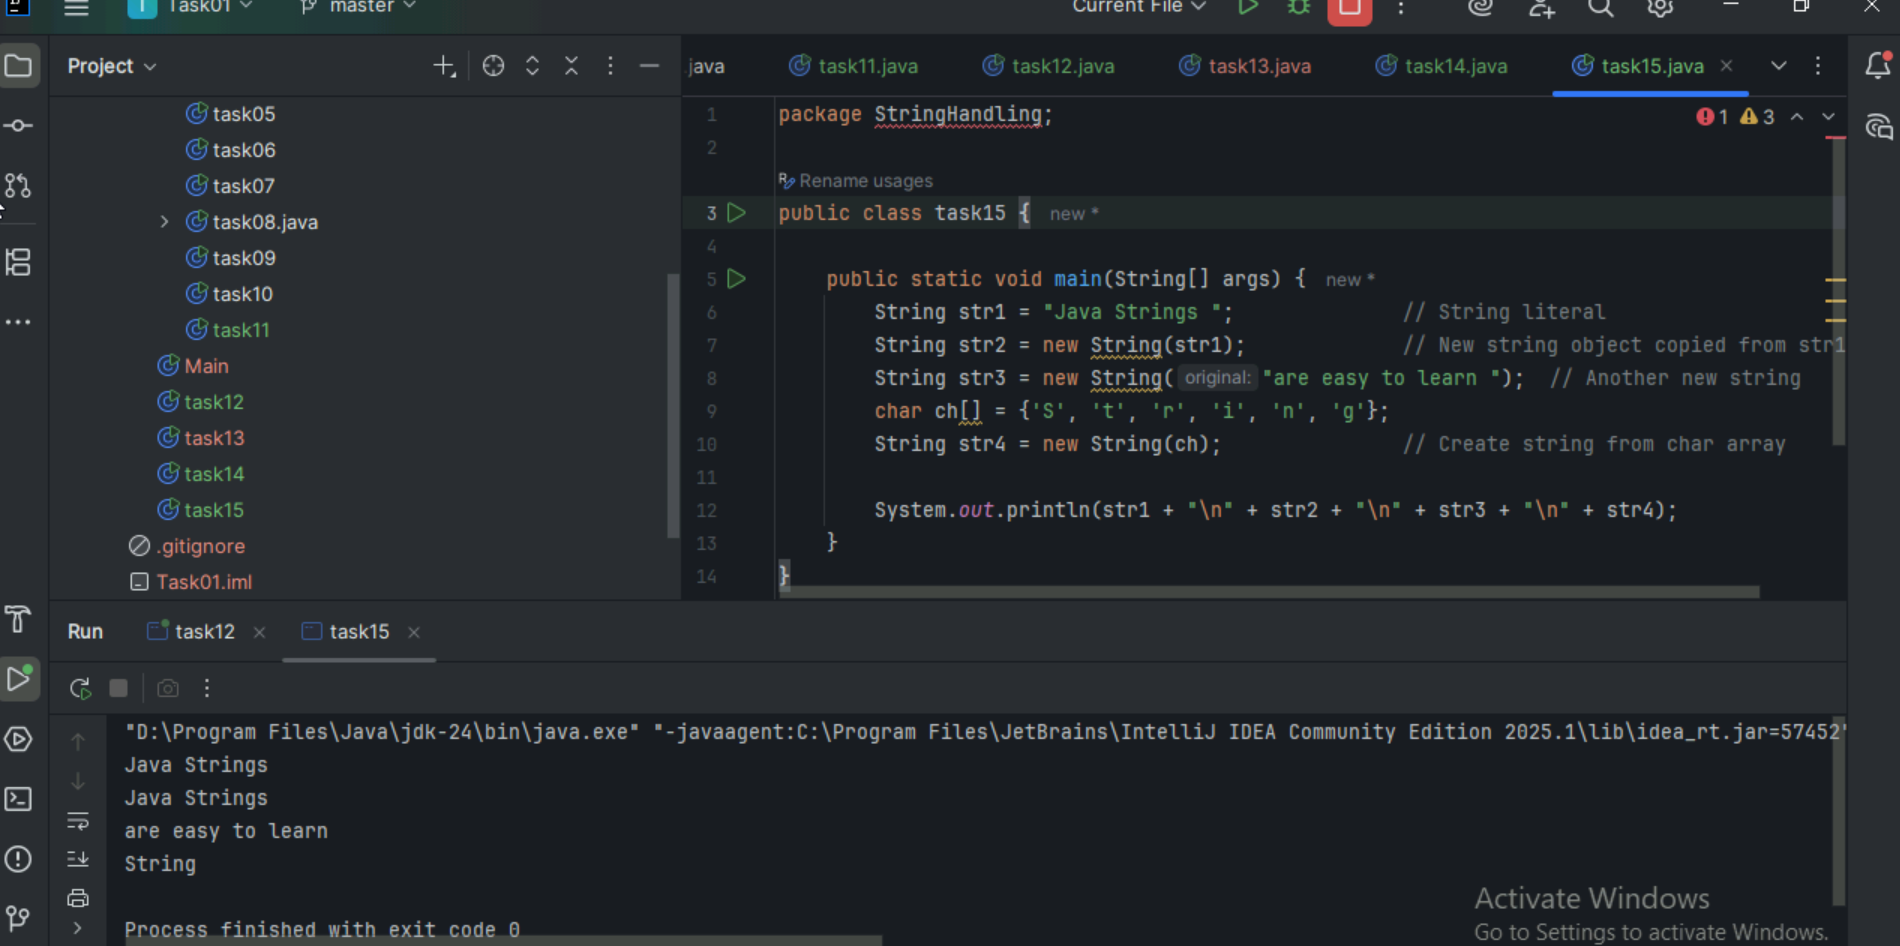 Task01
master
Current File
Project
task05
task06
task07
task08.java
task09
task10
task11
Main
task12
task13
task14
task15
.gitignore
Task01.iml
.java
task11.java
task12.java
task13.java
task14.java
task15.java
1 3
1 package StringHandling;
2
Rename usages
3 public class task15 { new *
4
5 public static void main(String[] args) { new *
6 String str1 = "Java Strings "; // String literal
7 String str2 = new String(str1); // New string object copied from str1
8 String str3 = new String( original: "are easy to learn "); // Another new string
9 char ch[] = {'S', 't', 'r', 'i', 'n', 'g'};
10 String str4 = new String(ch); // Create string from char array
11
12 System.out.println(str1 + "\n" + str2 + "\n" + str3 + "\n" + str4);
13 }
14 }
Run
task12
task15
"D:\Program Files\Java\jdk-24\bin\java.exe" "-javaagent:C:\Program Files\JetBrains\IntelliJ IDEA Community Edition 2025.1\lib\idea_rt.jar=57452"
Java Strings
Java Strings
are easy to learn
String
Process finished with exit code 0
Activate Windows
Go to Settings to activate Windows.